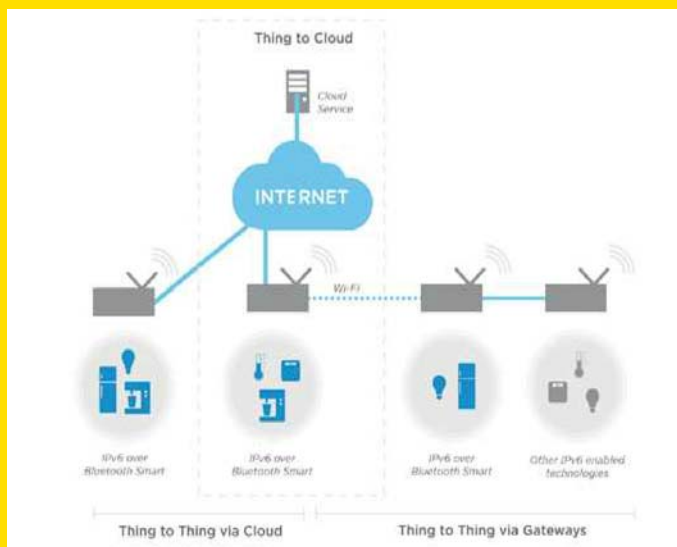 Thing to Cloud
Cloud
Service
INTERNET
Wi-Fi
IPv6 over
Bluetooth Smart
IPv6 over
Bluetooth Smart
IPv6 over
Bluetooth Smart
Other IPv6 enabled
technologies
Thing to Thing via Cloud
Thing to Thing via Gateways